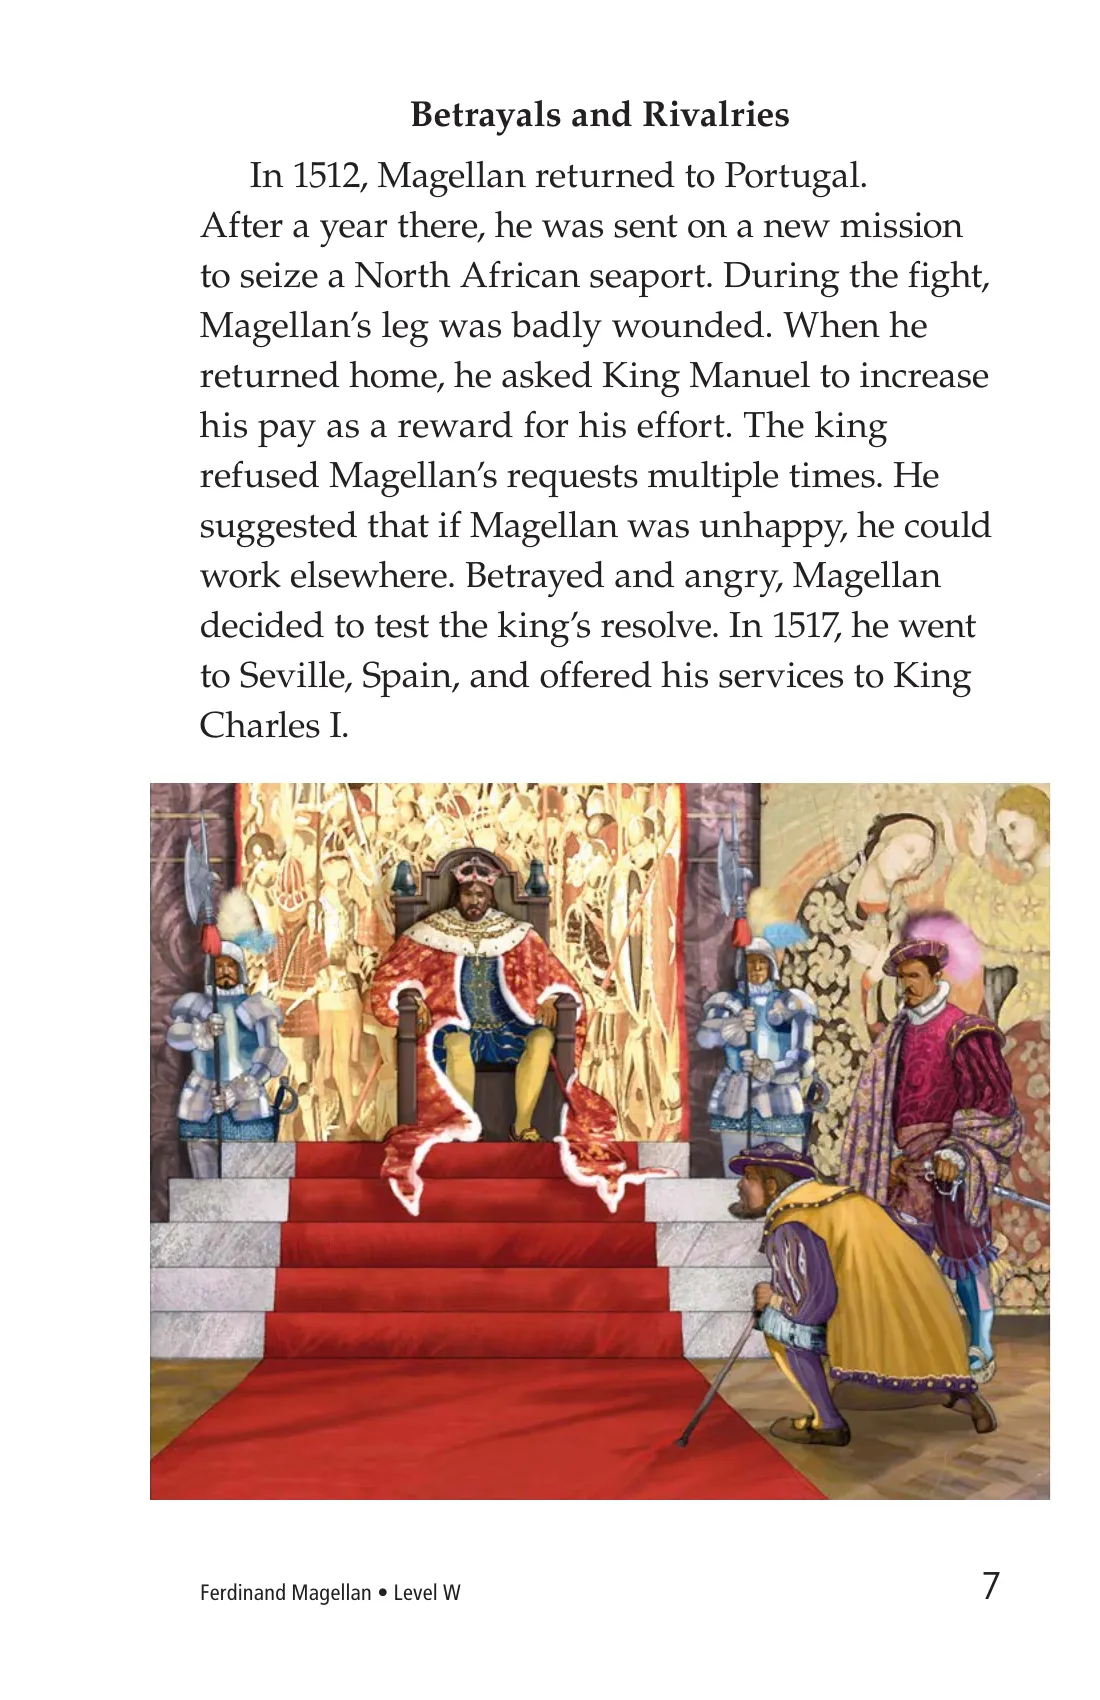 Betrayals and Rivalries
In 1512, Magellan returned to Portugal.
After a year there, he was sent on a new mission
to seize a North African seaport. During the fight,
Magellan’s leg was badly wounded. When he
returned home, he asked King Manuel to increase
his pay as a reward for his effort. The king
refused Magellan’s requests multiple times. He
suggested that if Magellan was unhappy, he could
work elsewhere. Betrayed and angry, Magellan
decided to test the king’s resolve. In 1517, he went
to Seville, Spain, and offered his services to King
Charles I.
Ferdinand Magellan • Level W
7